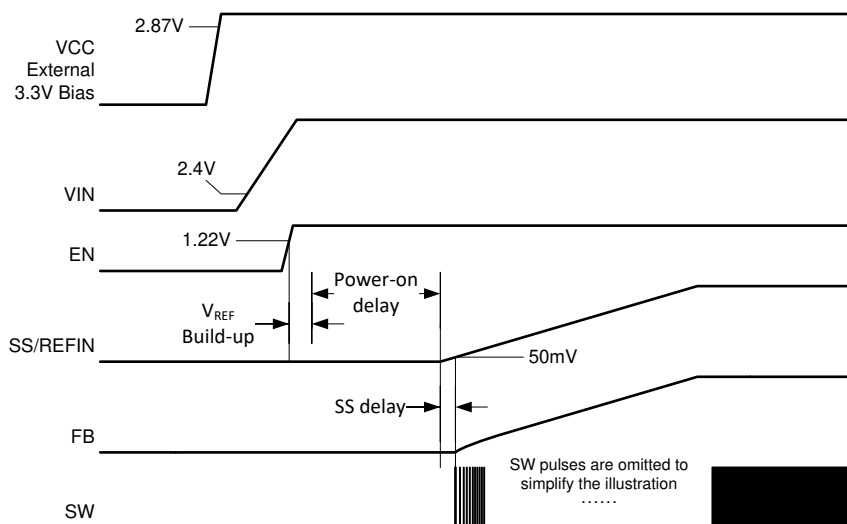 2.87V
VCC
External
3.3V Bias
2.4V
VIN
1.22V
EN
Power-on
delay
VREF
Build-up
SS/REFIN
50mV
SS delay
FB
SW pulses are omitted to
simplify the illustration
......
SW